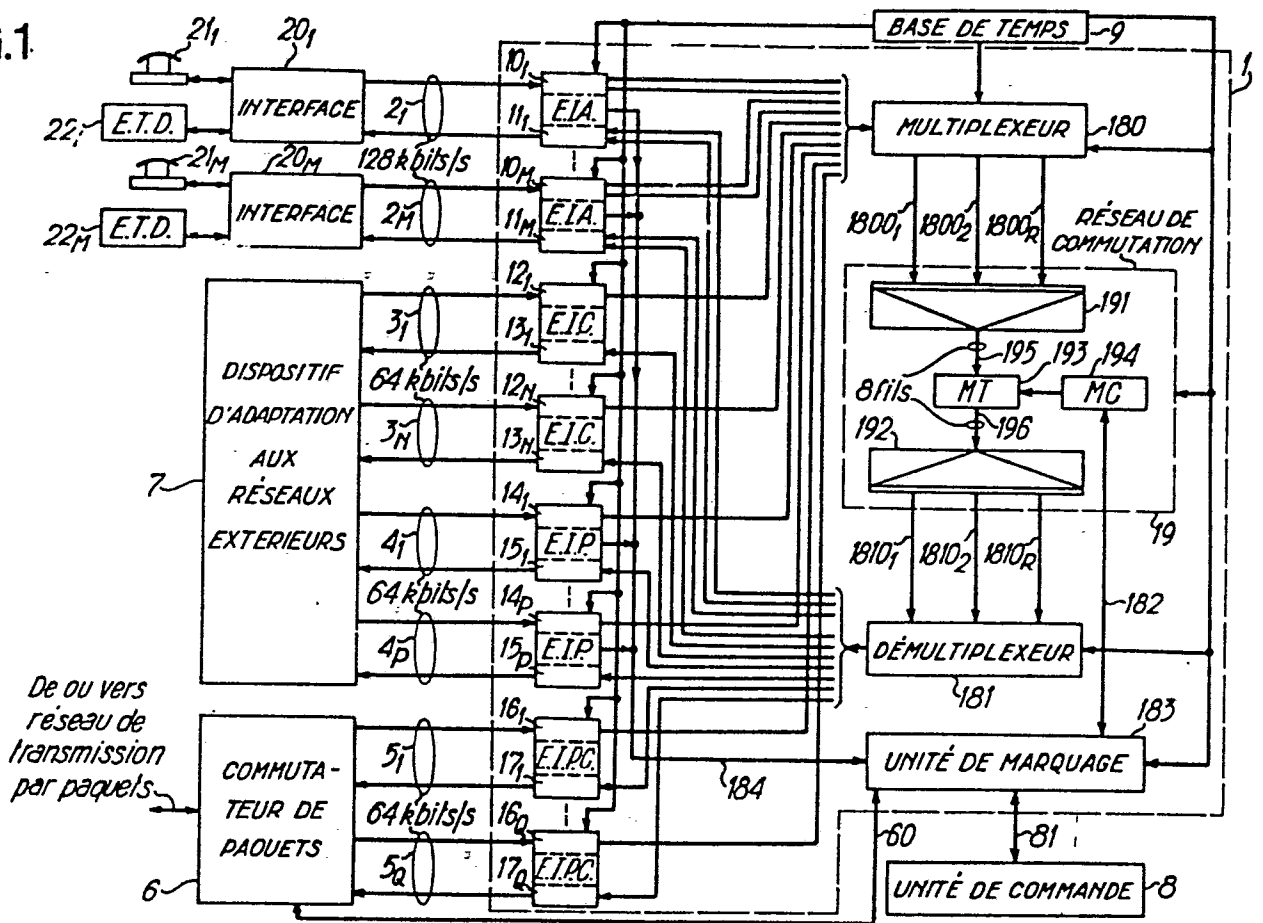 G.1
21₁
20₁
INTERFACE
22₁
E.T.D.
2₁
128 kbits/s
10₁
E.I.A.
11₁
21M
20M
INTERFACE
22M
E.T.D.
2M
10M
E.I.A.
11M
BASE DE TEMPS
9
1
MULTIPLEXEUR
180
1800₁
1800₂
1800R
RÉSEAU DE
COMMUTATION
191
195
193
194
8 fils
MT
MC
192
196
19
1810₁
1810₂
1810R
182
DÉMULTIPLEXEUR
181
183
UNITÉ DE MARQUAGE
184
60
81
UNITÉ DE COMMANDE
8
7
DISPOSITIF
D'ADAPTATION
AUX
RÉSEAUX
EXTERIEURS
3₁
64 kbits/s
3N
12₁
E.I.C.
13₁
12N
E.I.C.
13N
4₁
64 kbits/s
4P
14₁
E.I.P.
15₁
14P
E.I.P.
15P
De ou vers
réseau de
transmission
par paquets
6
COMMUTA-
TEUR DE
PAQUETS
5₁
64 kbits/s
5Q
16₁
E.I.P.C.
17₁
16Q
E.I.P.C.
17Q